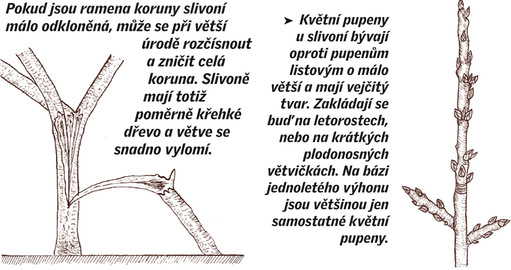 Pokud jsou ramena koruny slivoní
málo odkloněná, může se při větší
úrodě rozčísnout
a zničit celá
koruna. Slivoně
mají totiž
poměrně křehké
dřevo a větve se
snadno vylomí.
➤ Květní pupeny
u slivoní bývají
oproti pupenům
listovým o málo
větší a mají vejčitý
tvar. Zakládají se
buď na letorostech,
nebo na krátkých
plodonosných
větvičkách. Na bázi
jednoletého výhonu
jsou většinou jen
samostatné květní
pupeny.